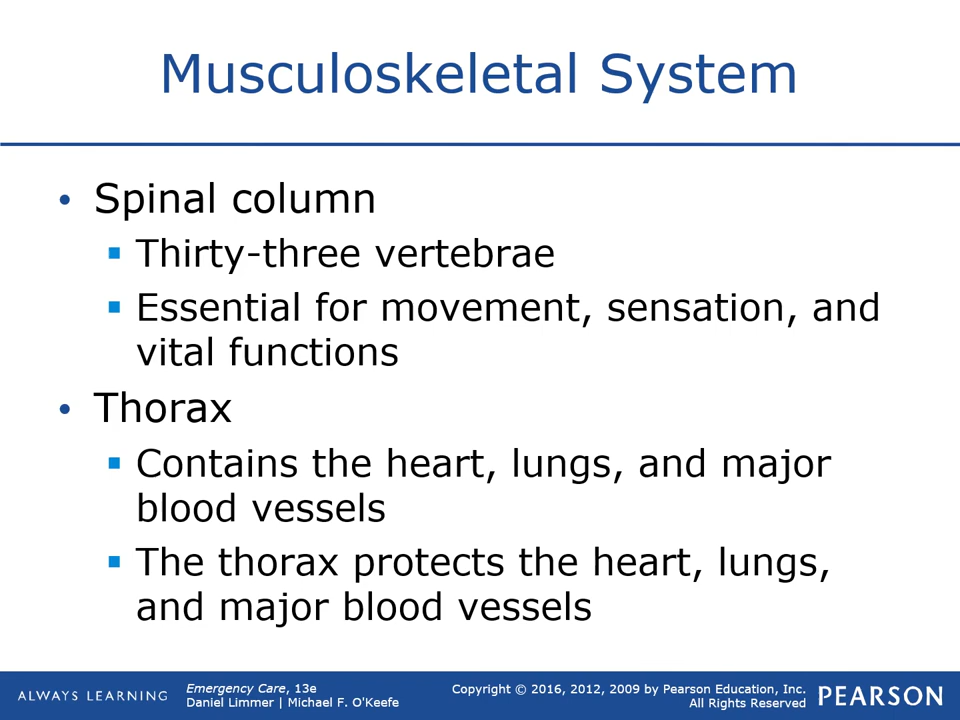 Musculoskeletal System
• Spinal column
▪ Thirty-three vertebrae
▪ Essential for movement, sensation, and
vital functions
• Thorax
▪ Contains the heart, lungs, and major
blood vessels
▪ The thorax protects the heart, lungs,
and major blood vessels
ALWAYS LEARNING
Emergency Care, 13e
Daniel Limmer | Michael F. O'Keefe
Copyright © 2016, 2012, 2009 by Pearson Education, Inc.
All Rights Reserved
PEARSON